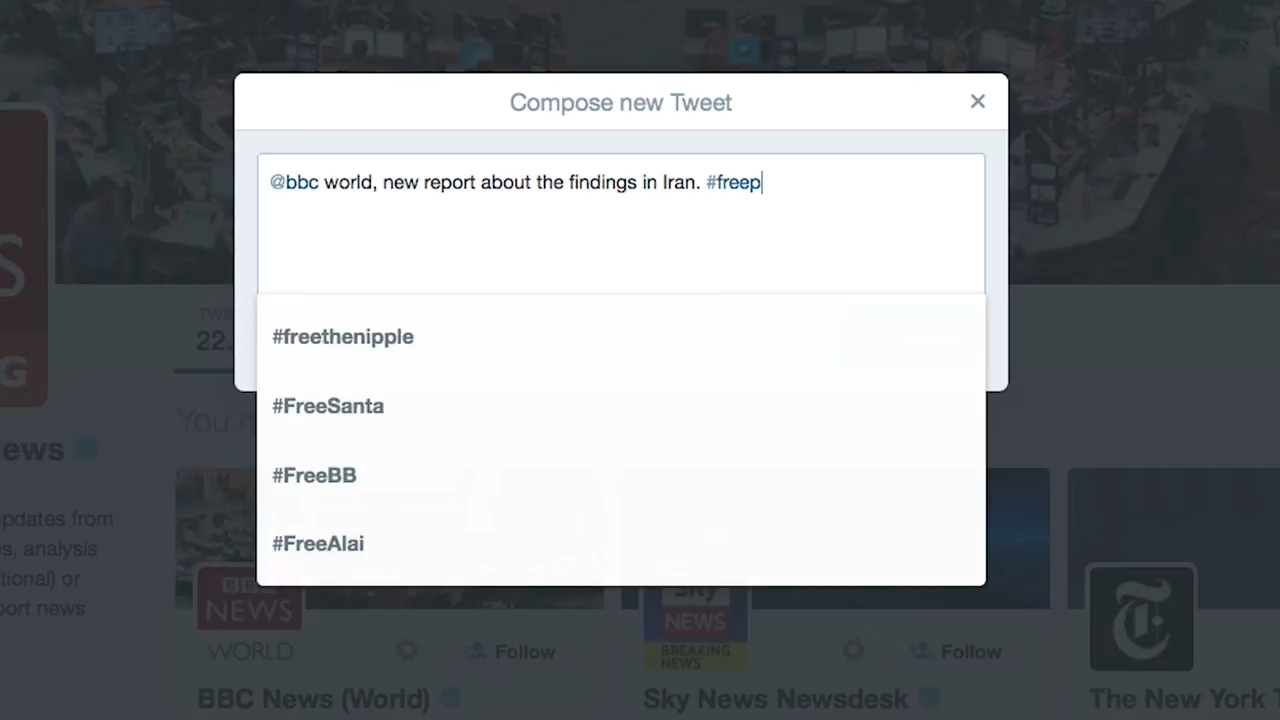 Compose new Tweet
@bbc world, new report about the findings in Iran. #freep
#freethenipple
#FreeSanta
#FreeBB
#FreeAlai
22.
You
ews
pdates from
s, analysis
tional) or
port news
S
G
BBC
NEWS
WORLD
Follow
BBC News (World)
Sky
NEWS
BREAKING
NEWS
Follow
Sky News Newsdesk
T
The New York T